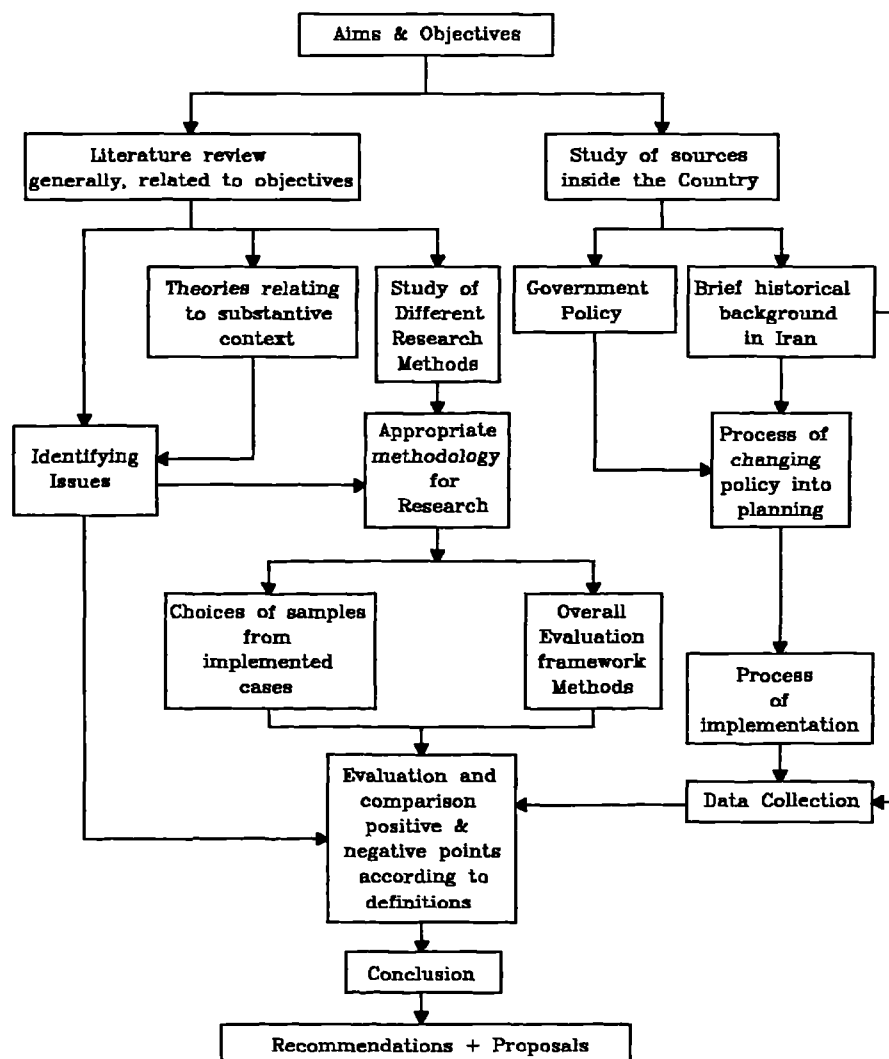 Aims & Objectives
Literature review
generally, related to objectives
Study of sources
inside the Country
Theories relating
to substantive
context
Study of
Different
Research
Methods
Government
Policy
Brief historical
background
in Iran
Identifying
Issues
Appropriate
methodology
for
Research
Process of
changing
policy into
planning
Choices of samples
from
implemented
cases
Overall
Evaluation
framework
Methods
Process
of
implementation
Evaluation and
comparison
positive &
negative points
according to
definitions
Data Collection
Conclusion
Recommendations + Proposals